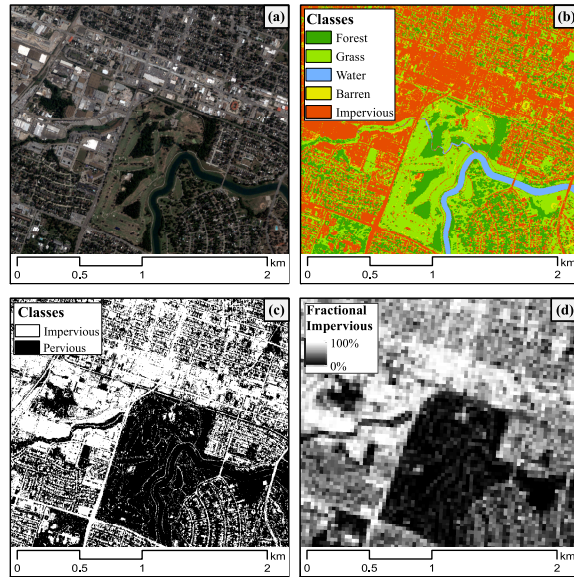 (a)
km
0 0.5 1 2
(b)
Classes
Forest
Grass
Water
Barren
Impervious
km
0 0.5 1 2
(c)
Classes
Impervious
Pervious
km
0 0.5 1 2
(d)
Fractional
Impervious
100%
0%
km
0 0.5 1 2